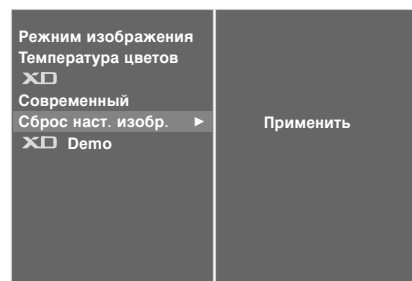 Режим изображения
Температура цветов
XD
Современный
Сброс наст. изобр. ►
XD Demo
Применить